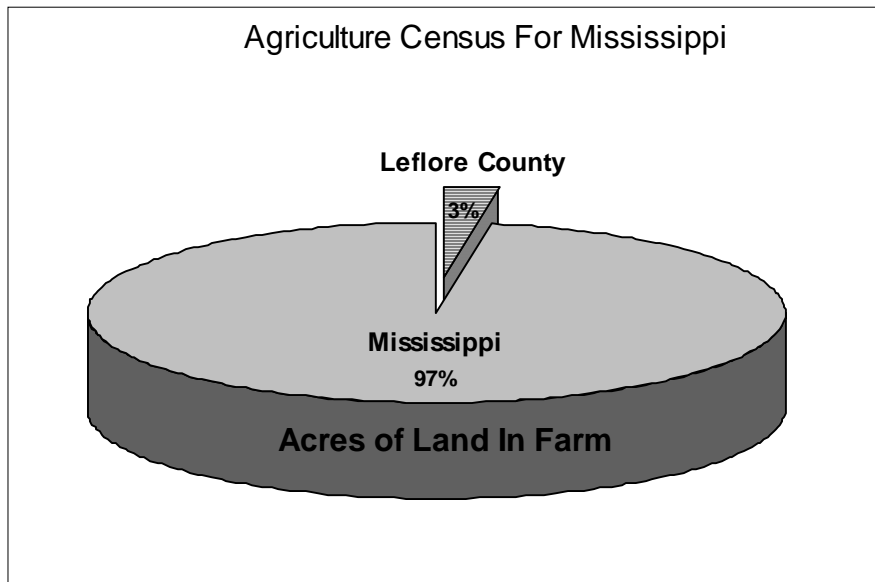 Agriculture Census For Mississippi
Leflore County
3%
Mississippi
97%
Acres of Land In Farm